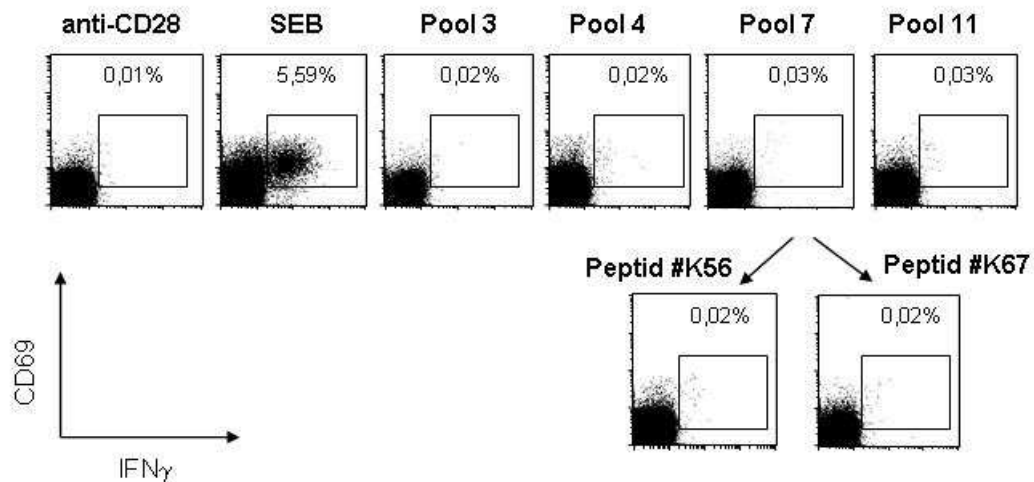 anti-CD28 SEB Pool 3 Pool 4 Pool 7 Pool 11
0,01% 5,59% 0,02% 0,02% 0,03% 0,03%
Peptid #K56 Peptid #K67
0,02% 0,02%
CD69
IFNγ